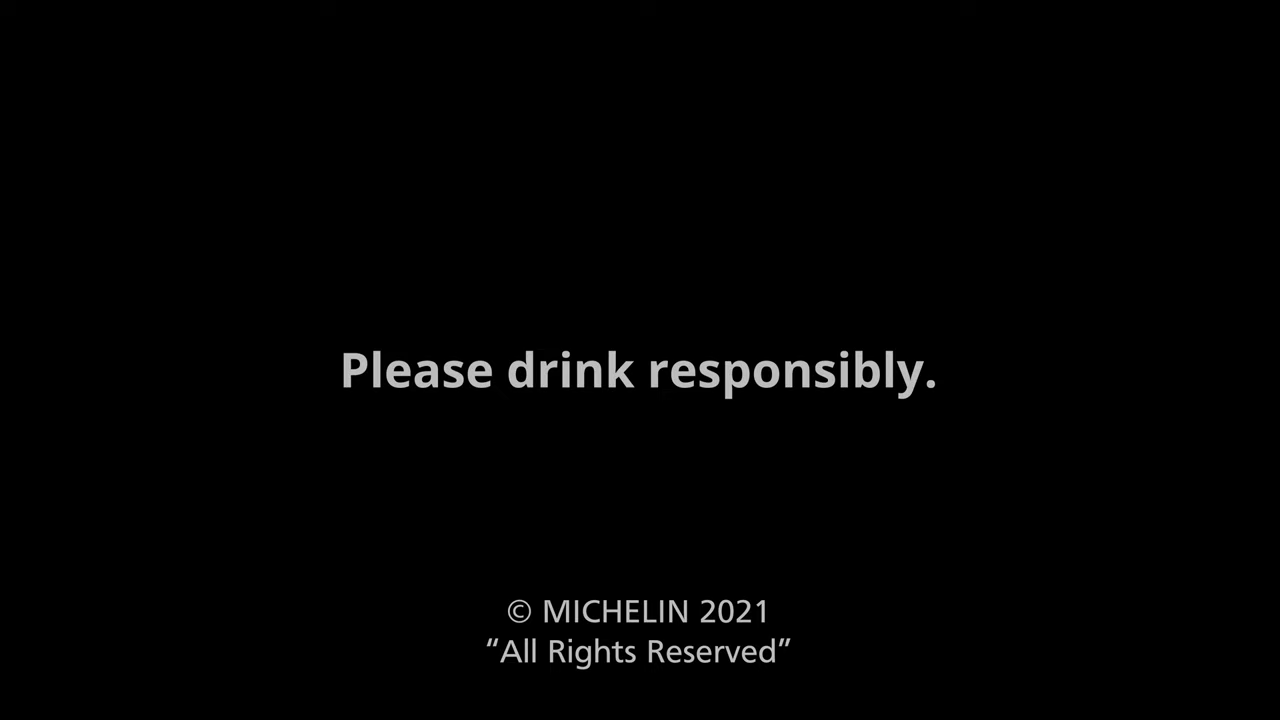 Please drink responsibly.
© MICHELIN 2021
“All Rights Reserved”